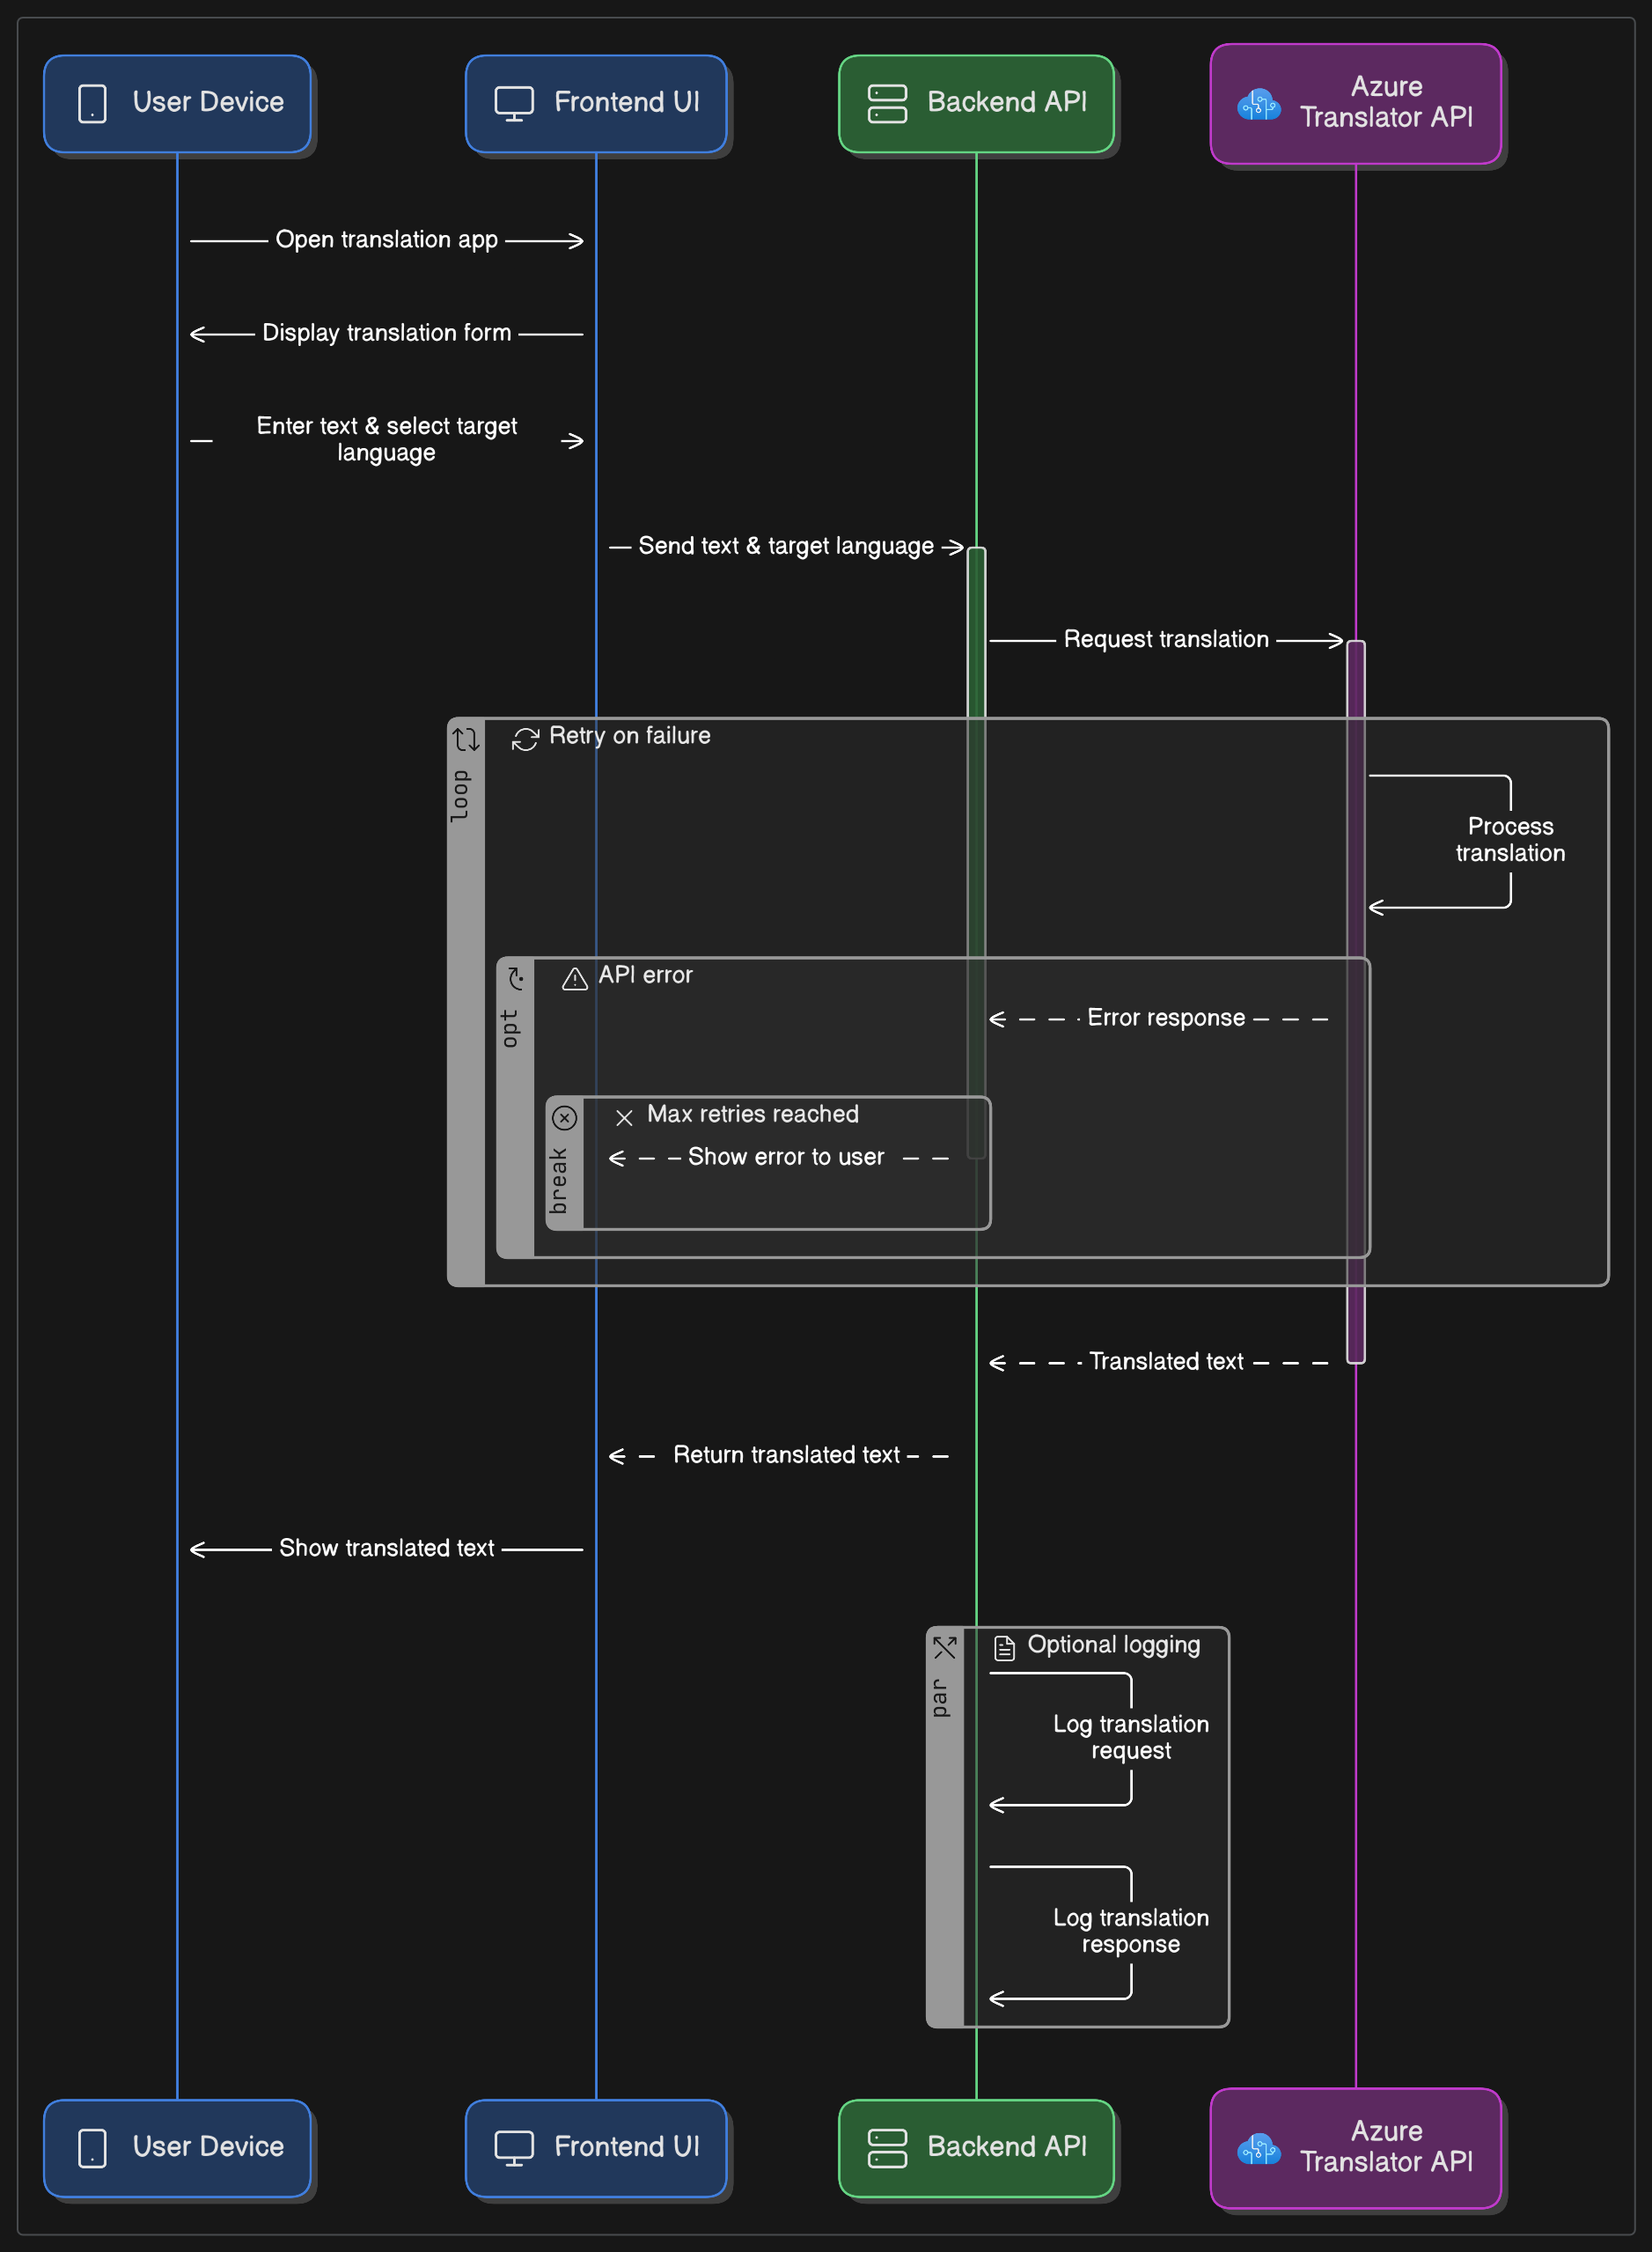 User Device
Frontend UI
Backend API
Azure
Translator API
Open translation app
Display translation form
Enter text & select target
language
Send text & target language
Request translation
loop
Retry on failure
Process
translation
opt
API error
Error response
break
Max retries reached
Show error to user
Translated text
Return translated text
Show translated text
par
Optional logging
Log translation
request
Log translation
response
User Device
Frontend UI
Backend API
Azure
Translator API